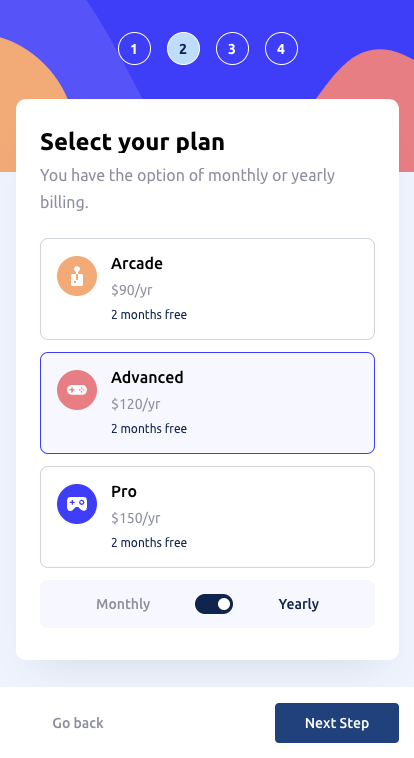 1 2 3 4
Select your plan
You have the option of monthly or yearly
billing.
Arcade
$90/yr
2 months free
Advanced
$120/yr
2 months free
Pro
$150/yr
2 months free
Monthly Yearly
Go back Next Step